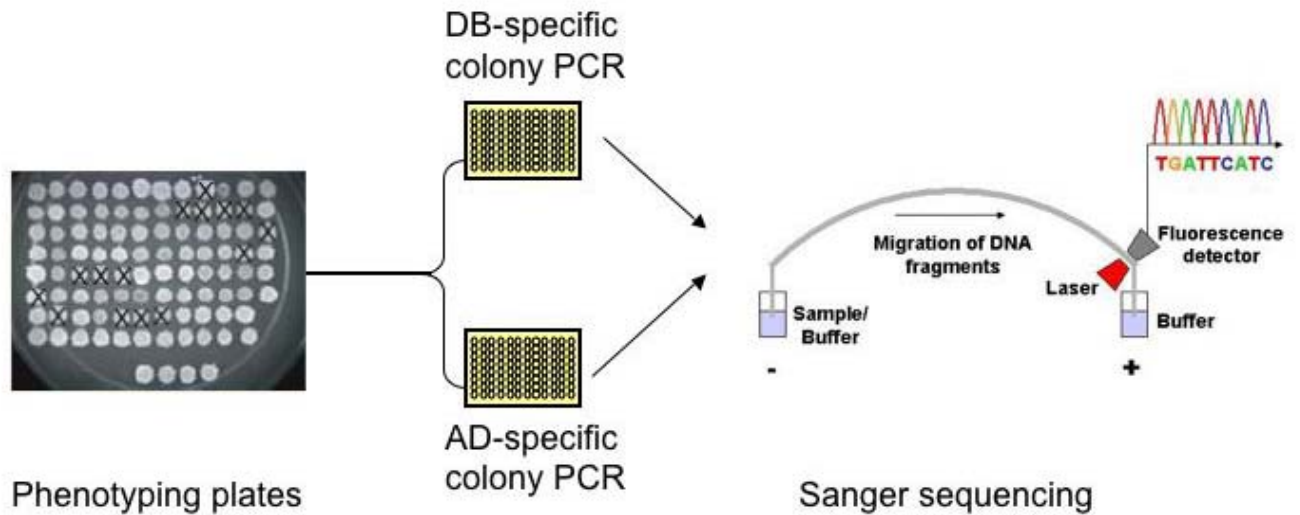 DB-specific
colony PCR
TGATTCATC
Fluorescence
detector
Migration of DNA
fragments
Laser
Sample/
Buffer
Buffer
-
+
AD-specific
colony PCR
Phenotyping plates
Sanger sequencing